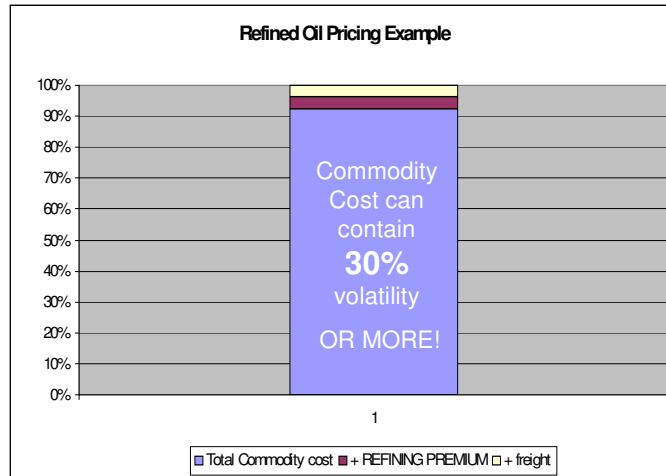 Refined Oil Pricing Example
100%
90%
80%
70%
60%
50%
40%
30%
20%
10%
0%
Commodity
Cost can
contain
30%
volatility
OR MORE!
1
Total Commodity cost + REFINING PREMIUM + freight